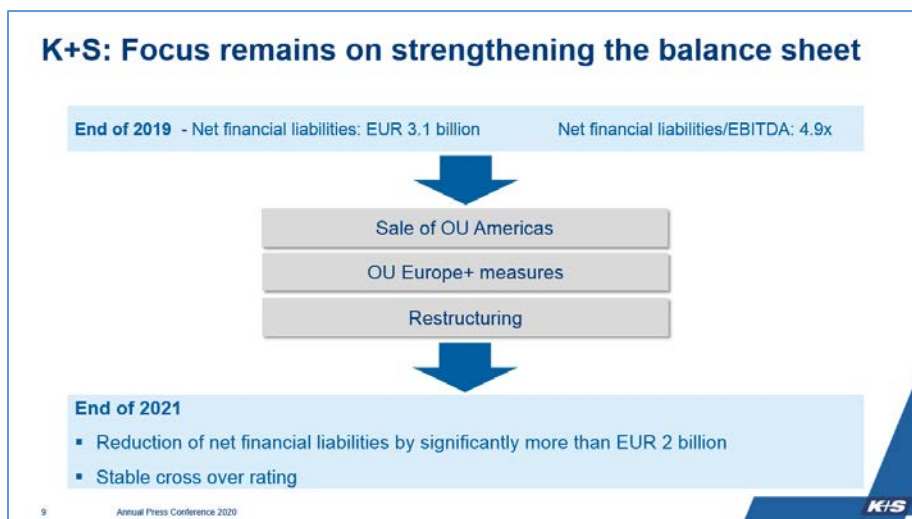 K+S: Focus remains on strengthening the balance sheet
End of 2019 - Net financial liabilities: EUR 3.1 billion Net financial liabilities/EBITDA: 4.9x
Sale of OU Americas
OU Europe+ measures
Restructuring
End of 2021
▪ Reduction of net financial liabilities by significantly more than EUR 2 billion
▪ Stable cross over rating
9 Annual Press Conference 2020
K+S